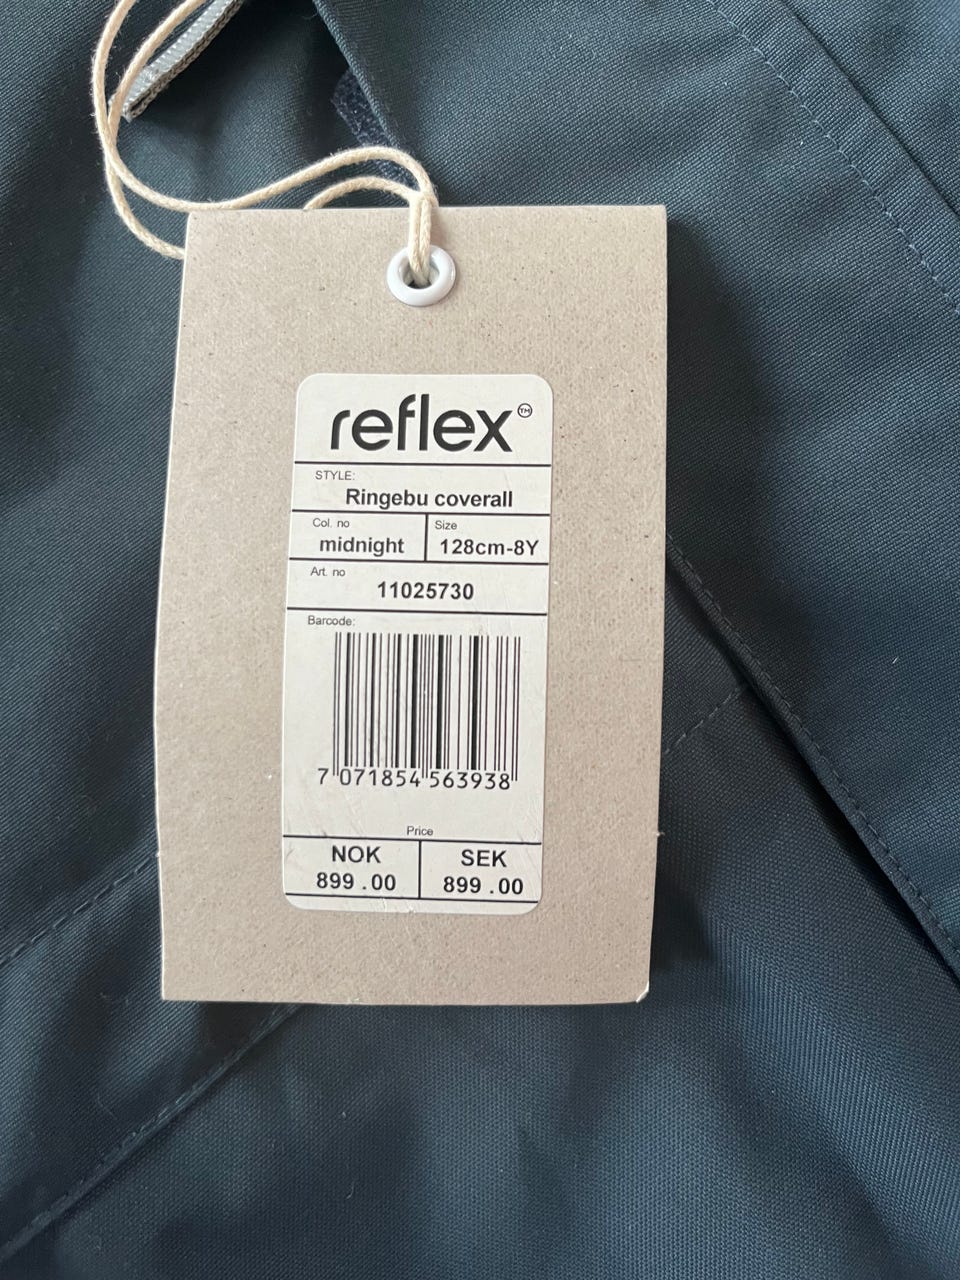 reflex™
STYLE:
Ringebu coverall
Col. no Size
midnight 128cm-8Y
Art. no
11025730
Barcode:
7 071854 563938
Price
NOK SEK
899 .00 899 .00